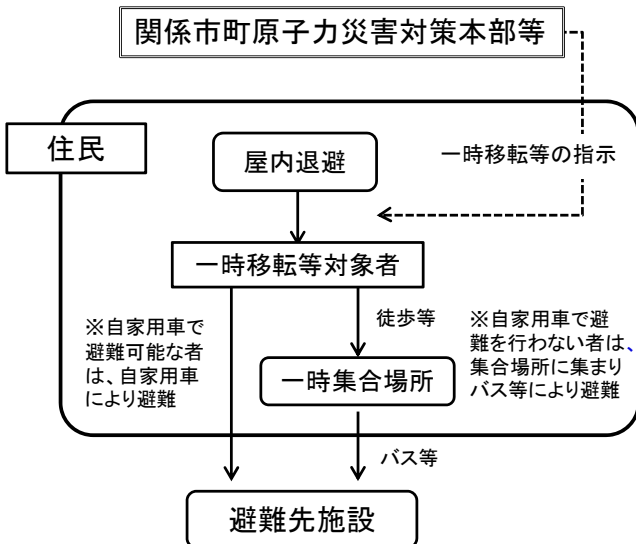 関係市町原子力災害対策本部等
住民
屋内退避
一時移転等の指示
一時移転等対象者
※自家用車で
避難可能な者
は、自家用車
により避難
徒歩等
※自家用車で避
難を行わない者は、
集合場所に集まり
バス等により避難
一時集合場所
バス等
避難先施設